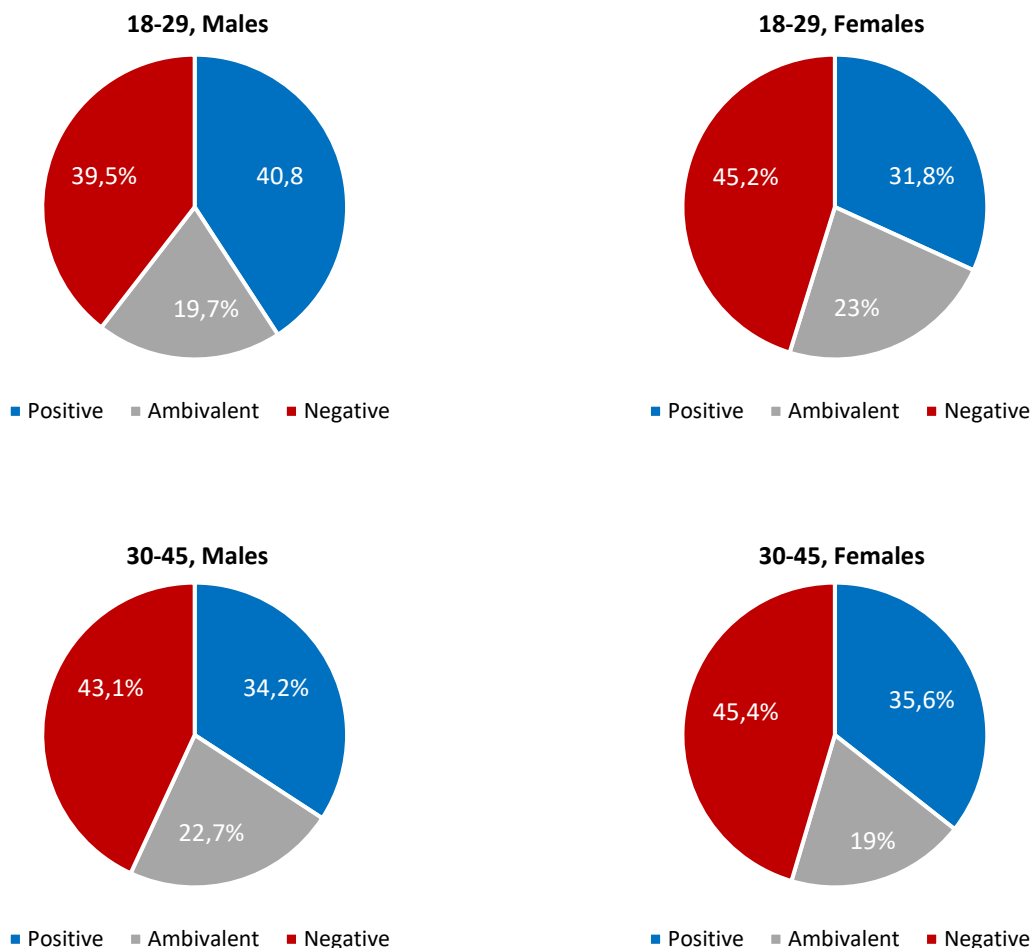 18-29, Males
39,5%
40,8
19,7%
Positive Ambivalent Negative
18-29, Females
45,2%
31,8%
23%
Positive Ambivalent Negative
30-45, Males
43,1%
34,2%
22,7%
Positive Ambivalent Negative
30-45, Females
45,4%
35,6%
19%
Positive Ambivalent Negative